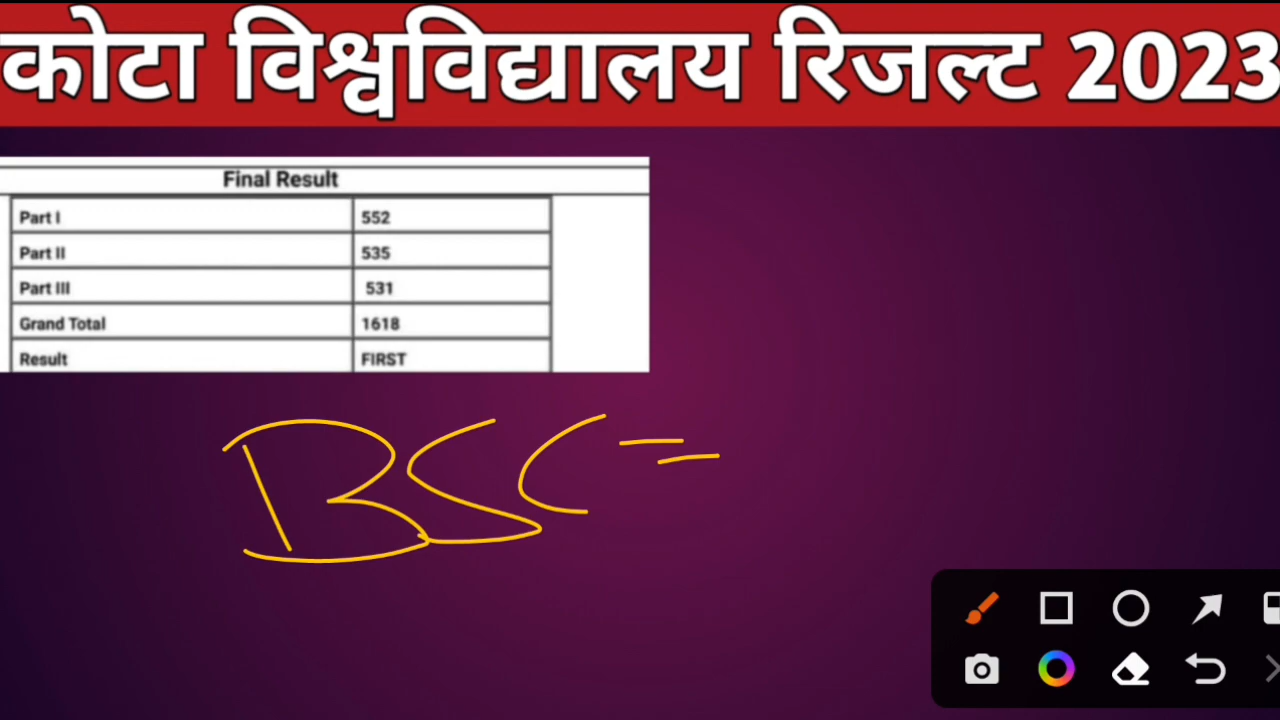 कोटा विश्वविद्यालय रिजल्ट 2023
Final Result
Part I 552
Part II 535
Part III 531
Grand Total 1618
Result FIRST
BSC =